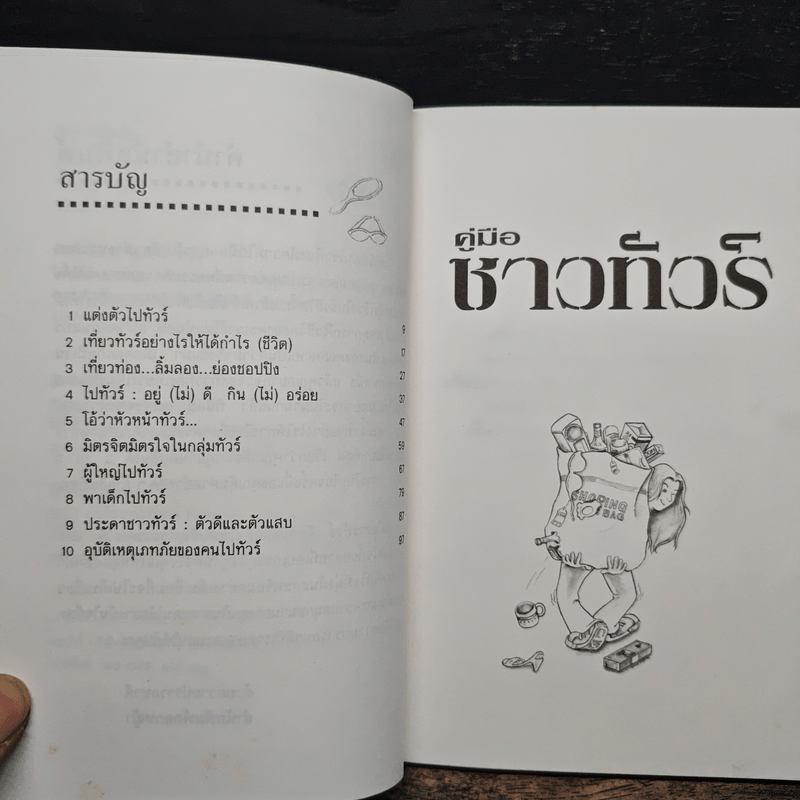 สารบัญ
1 แต่งตัวไปทัวร์ 9
2 เที่ยวทัวร์อย่างไรให้ได้กำไร (ชีวิต) 17
3 เที่ยวท่อง...ลิ้มลอง...ย่องชอปปิง 27
4 ไปทัวร์ : อยู่ (ไม่) ดี กิน (ไม่) อร่อย 37
5 โอ้ว่าหัวหน้าทัวร์... 47
6 มิตรจิตมิตรใจในกลุ่มทัวร์ 59
7 ผู้ใหญ่ไปทัวร์ 67
8 พาเด็กไปทัวร์ 79
9 ประดาชาวทัวร์ : ตัวดีและตัวแสบ 87
10 อุบัติเหตุเภทภัยของคนไปทัวร์ 97
คู่มือ
ชาวทัวร์
SHOPING
BAG